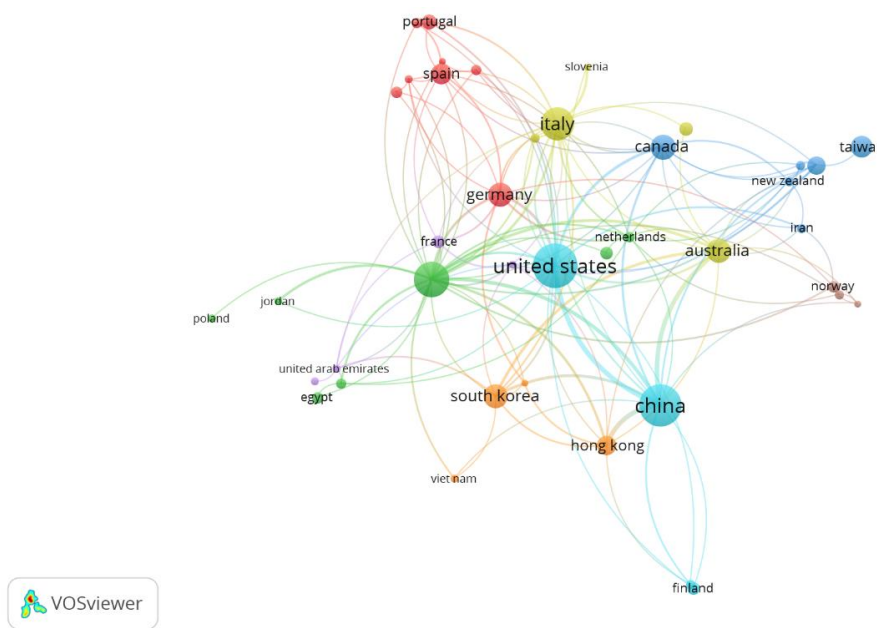 portugal
slovenia
spain
italy
canada
taiwa
new zealand
germany
iran
netherlands
france
australia
united states
norway
jordan
poland
united arab emirates
south korea
egypt
china
hong kong
viet nam
finland
VOSviewer